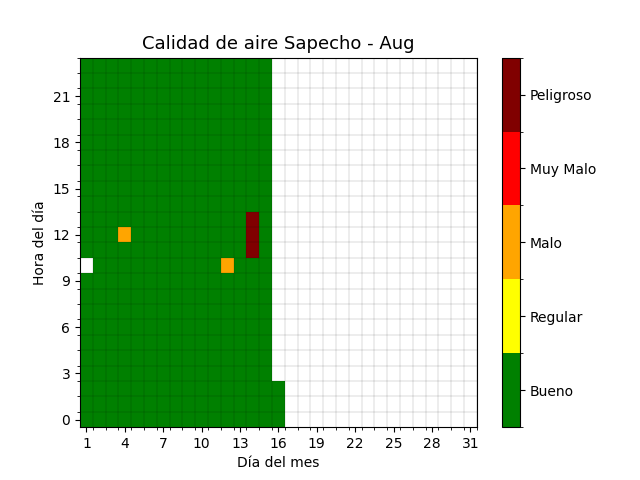 Calidad de aire Sapecho - Aug
Hora del día
21
18
15
12
9
6
3
0
1 4 7 10 13 16 19 22 25 28 31
Día del mes
Peligroso
Muy Malo
Malo
Regular
Bueno